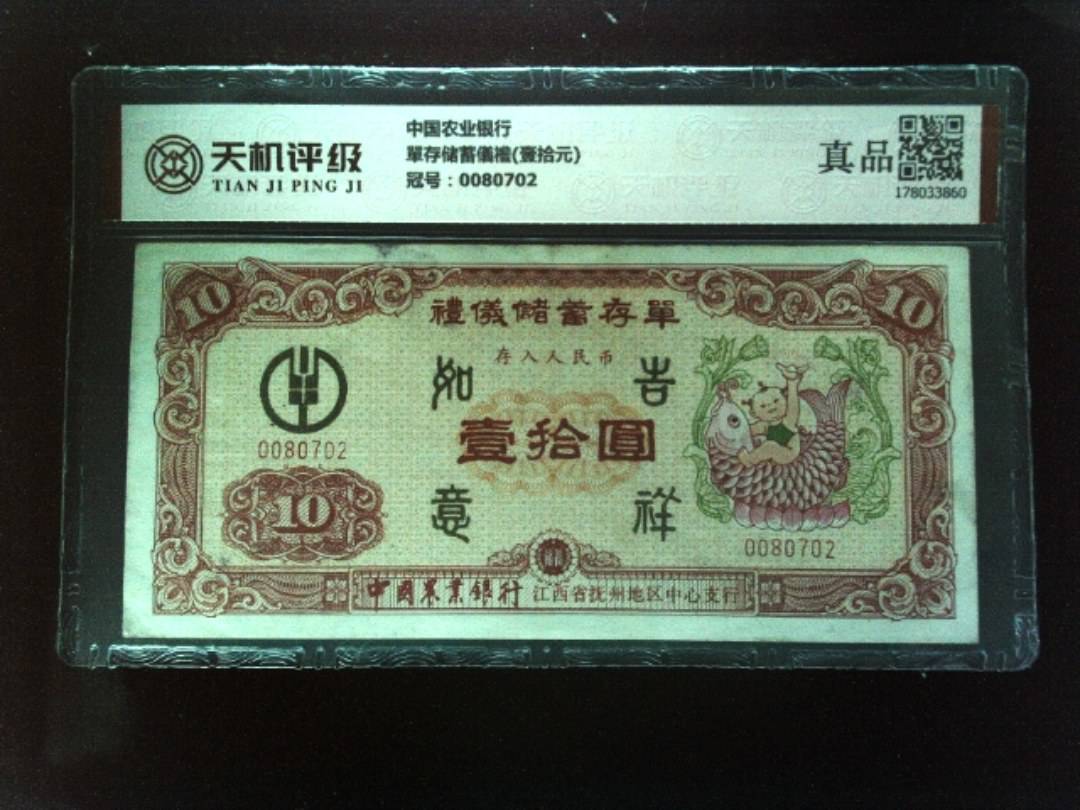 天机评级
TIAN JI PING JI
中国农业银行
單存储蓄儀禮(壹拾元)
冠号：0080702
真品
178033860
10
10
禮儀儲蓄存單
存入人民币
如
吉
0080702
壹拾圓
10
意
祥
0080702
中國农業銀行 江西省抚州地区中心支行